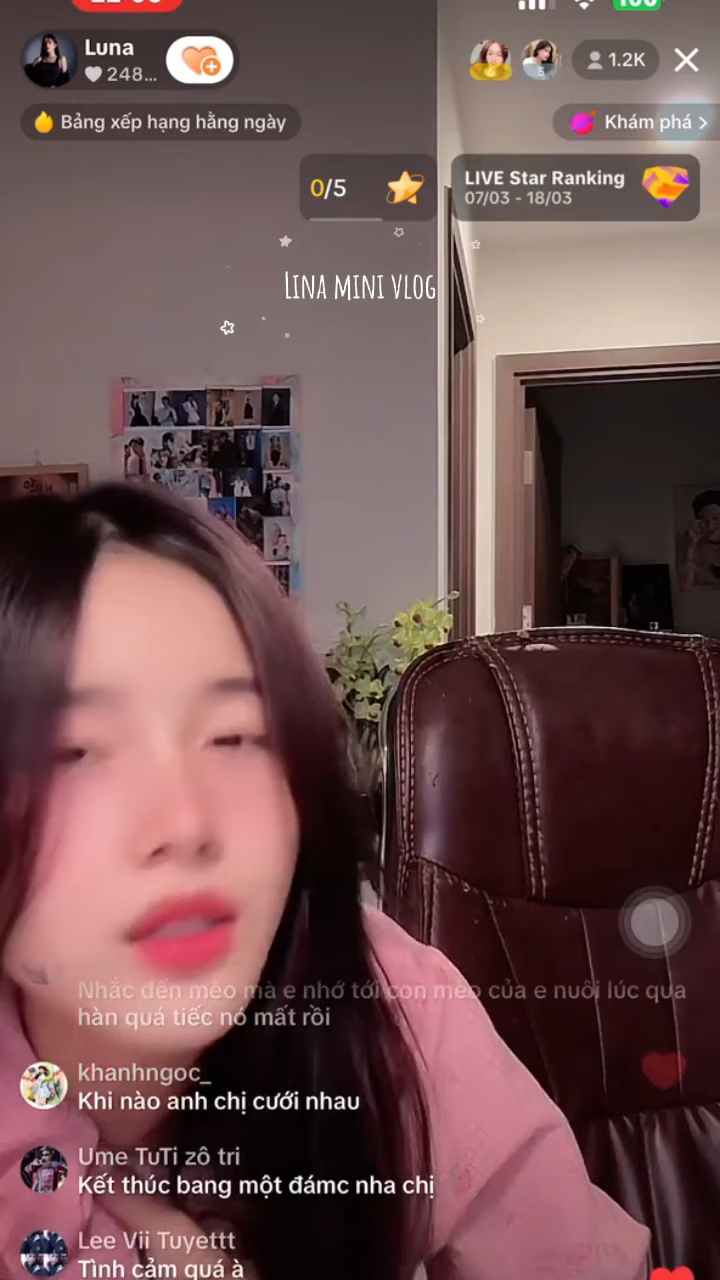 Luna
248...
1.2K
Bảng xếp hạng hằng ngày
Khám phá >
0/5
LIVE Star Ranking
07/03 - 18/03
LINA MINI VLOG
Nhắc đến mèo mà e nhớ tới con mèo của e nuôi lúc qua
hàn quá tiếc nó mất rồi
khanhngoc_
Khi nào anh chị cưới nhau
Ume TuTi zô tri
Kết thúc bang một đámc nha chị
Lee Vii Tuyettt
Tình cảm quá à